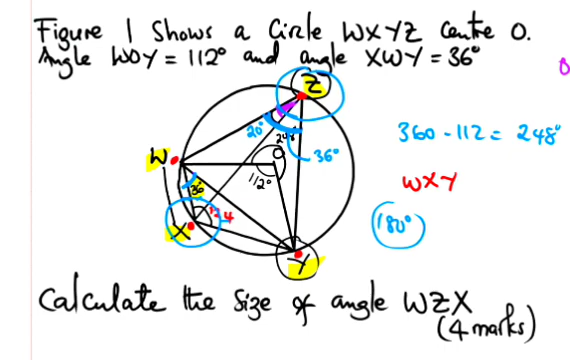 Figure 1 Shows a Circle WXYZ Centre O.
Angle WOY = 112° and angle XWY = 36°
Z
20°
248°
360 - 112 = 248°
36°
W
O
112°
36
WXY
124
X
180°
Y
Calculate the Size of angle WZX
(4 marks)